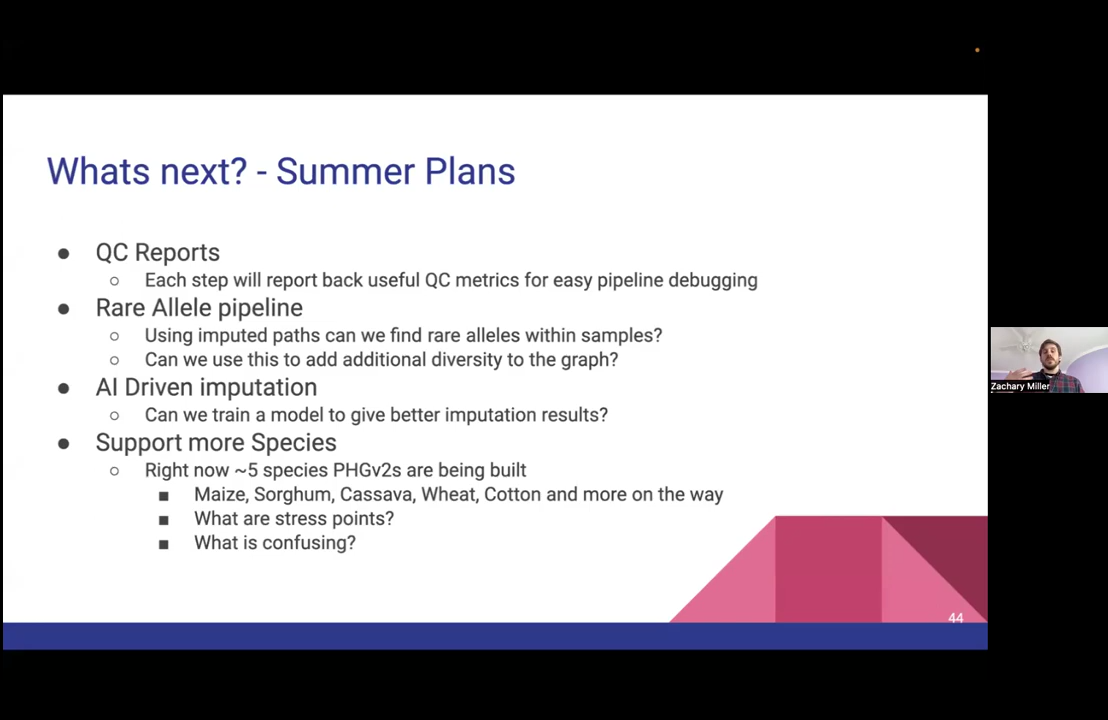 Whats next? - Summer Plans
● QC Reports
○ Each step will report back useful QC metrics for easy pipeline debugging
● Rare Allele pipeline
○ Using imputed paths can we find rare alleles within samples?
○ Can we use this to add additional diversity to the graph?
● AI Driven imputation
○ Can we train a model to give better imputation results?
● Support more Species
○ Right now ~5 species PHGv2s are being built
■ Maize, Sorghum, Cassava, Wheat, Cotton and more on the way
■ What are stress points?
■ What is confusing?
44
Zachary Miller